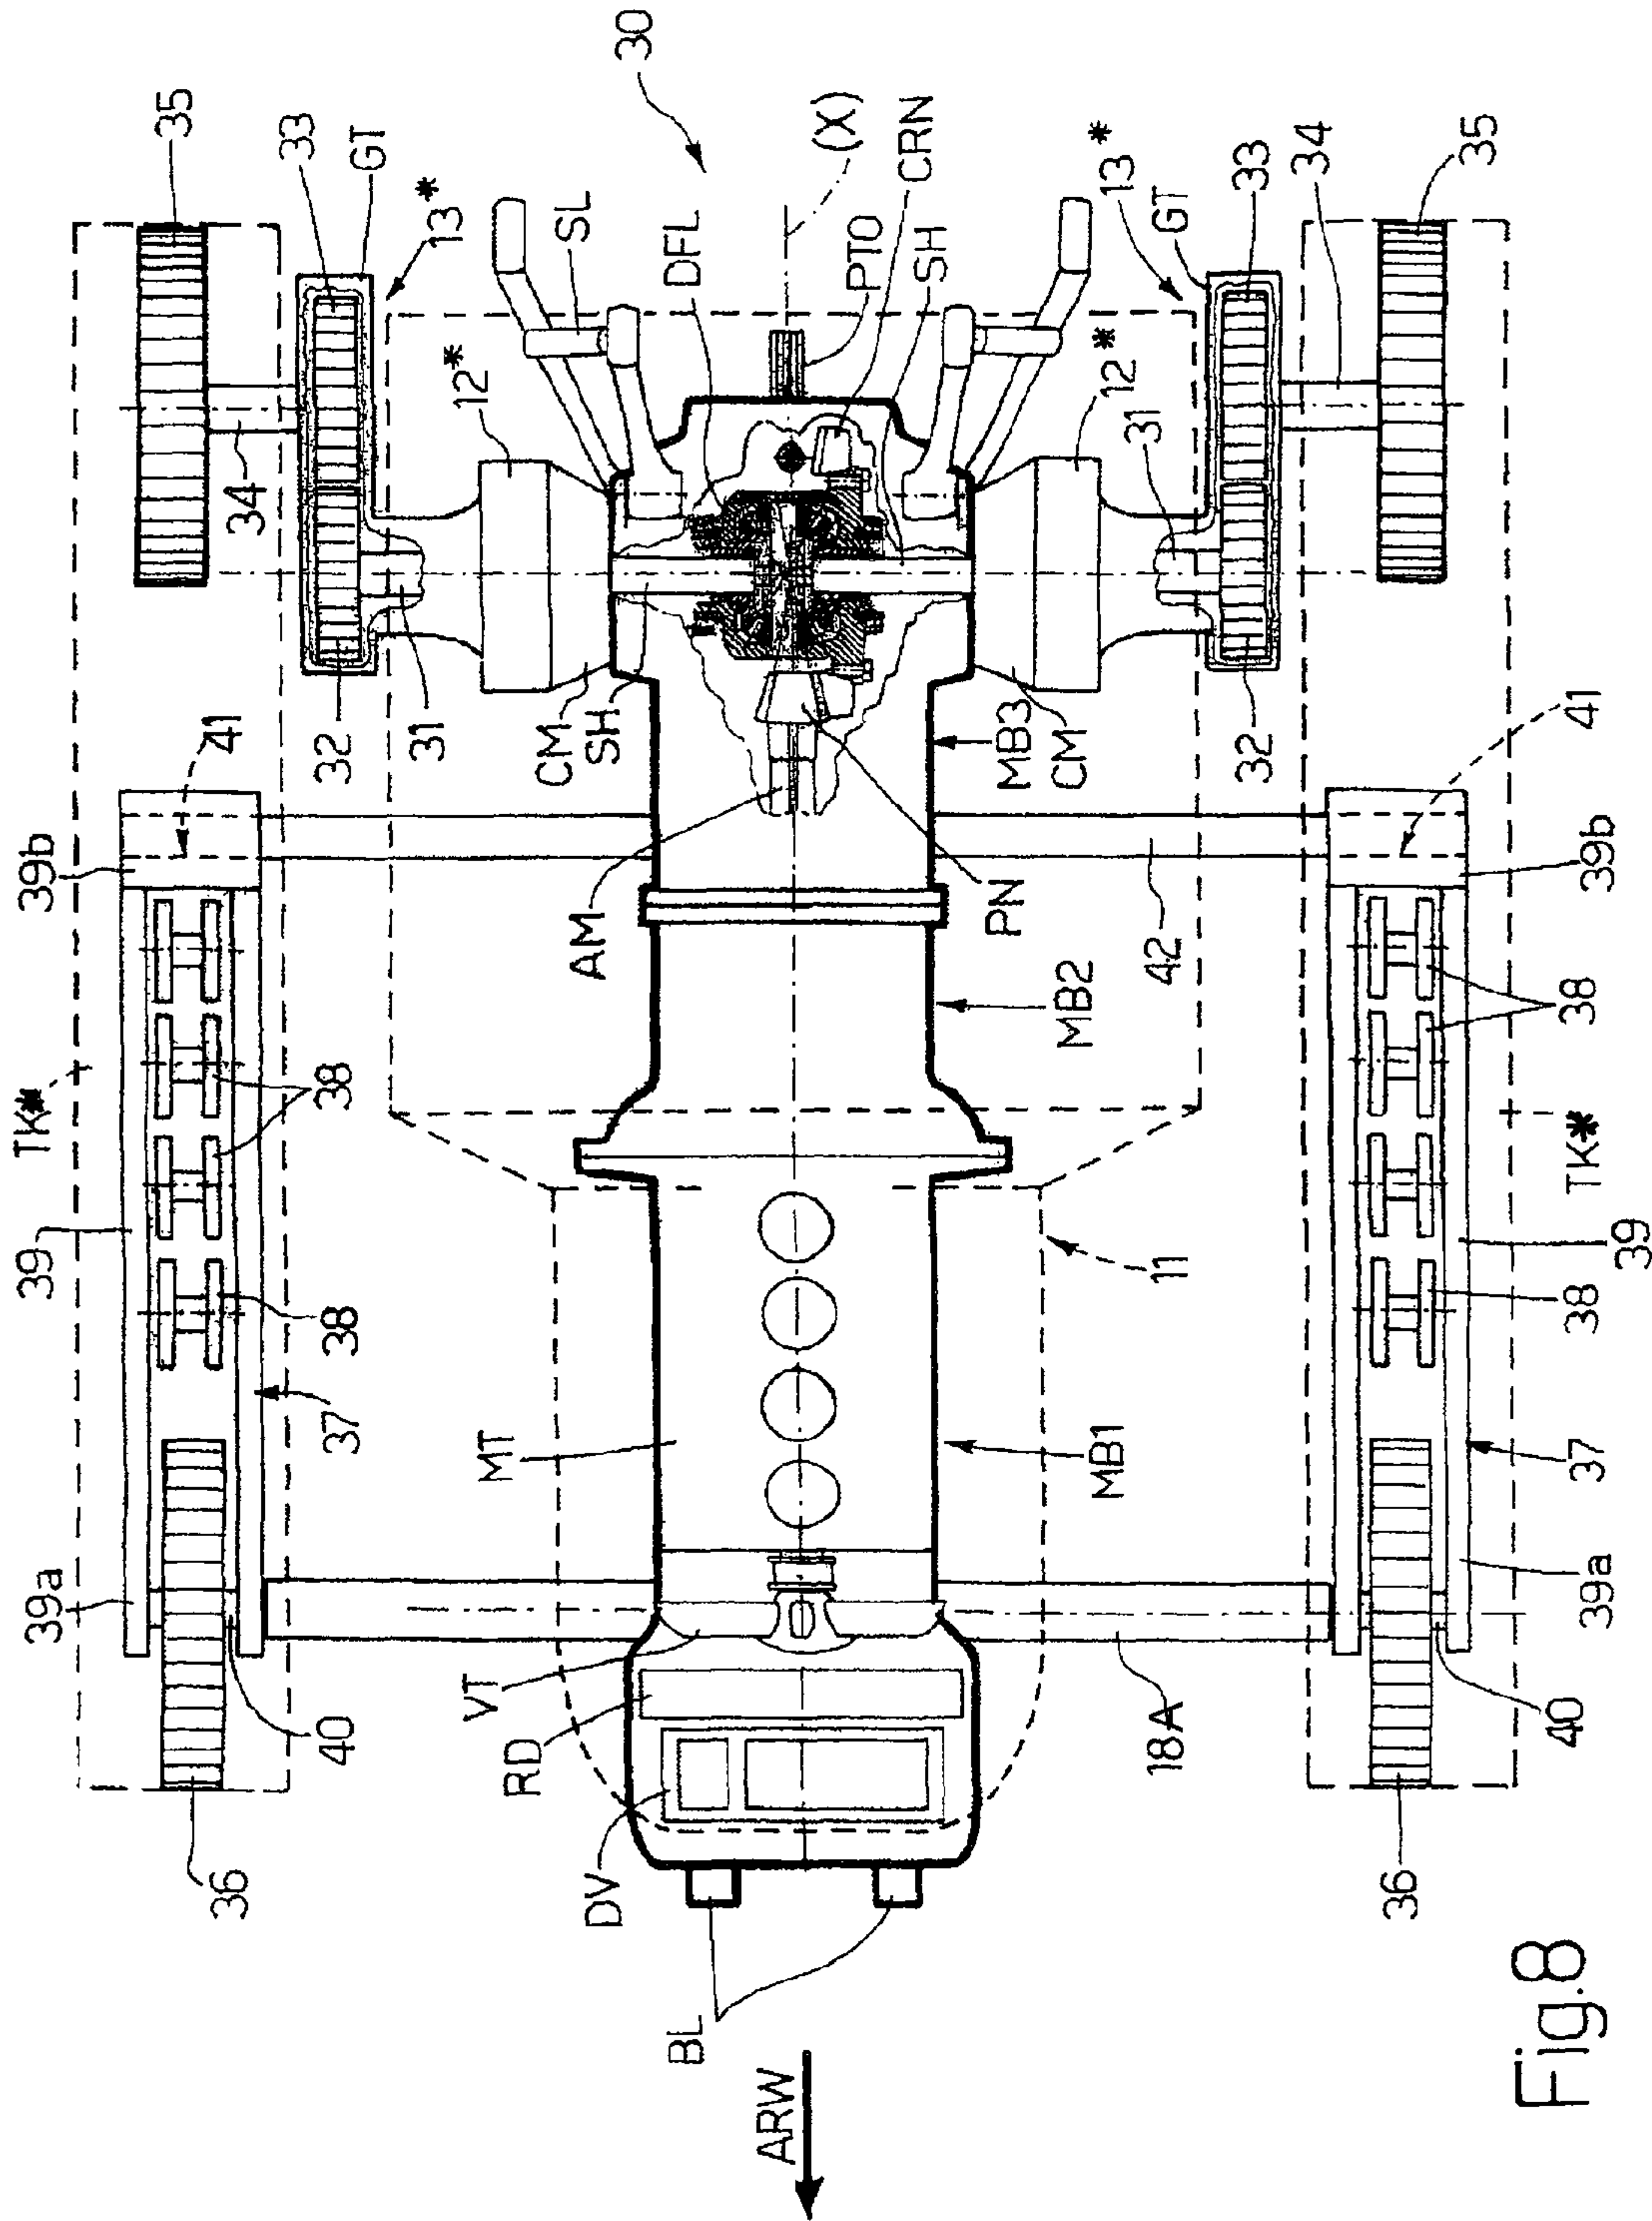 30
35
33
GT
13*
SL
12*
DFL
(X)
PTO
CRN
SH
13*
GT
12*
33
34
35
34
31
32
31
32
41
CM
SH
MB3
CM
41
39b
AM
PN
42
39b
MB2
TK*
38
38
TK*
39
38
11
38
39
37
MT
MB1
37
39a
40
VT
RD
18A
40
39a
36
DV
36
BL
ARW
Fig.8